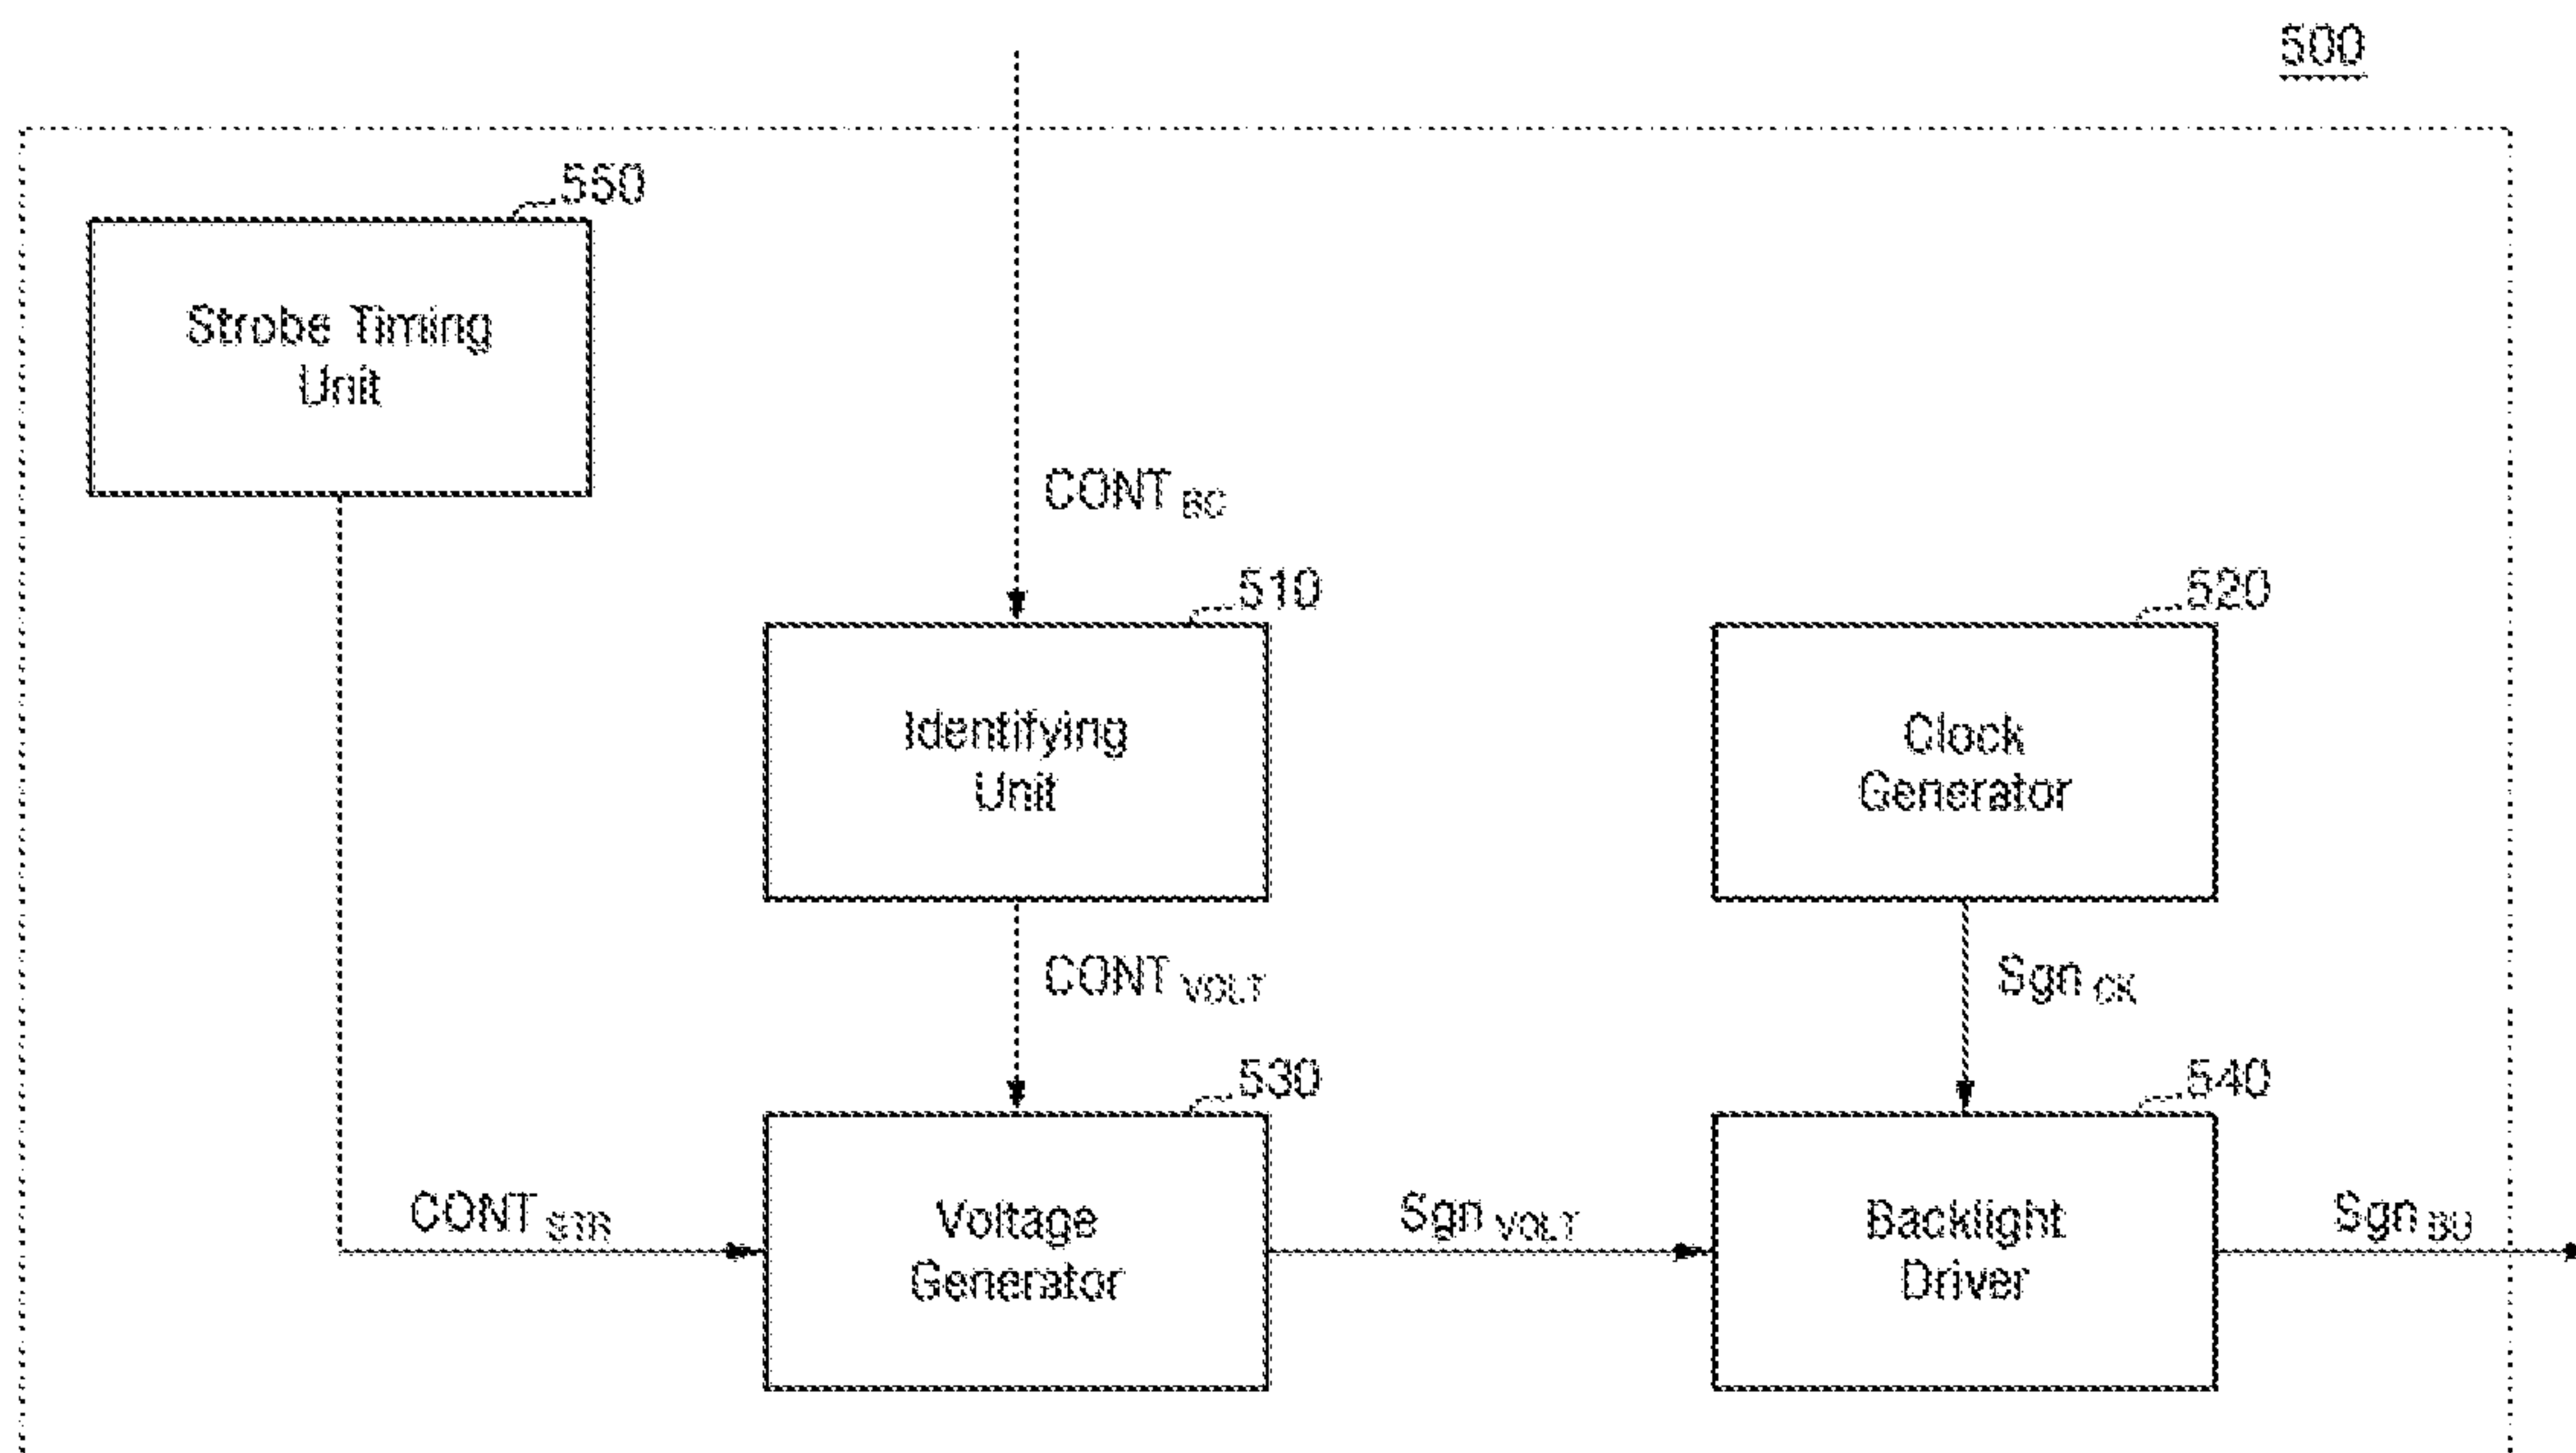 500
550
Strobe Timing
Unit
CONT BC
510
520
Identifying
Unit
Clock
Generator
CONT VOLT
Sgn CK
530
540
CONT STR
Voltage
Generator
Sgn VOLT
Backlight
Driver
Sgn BU